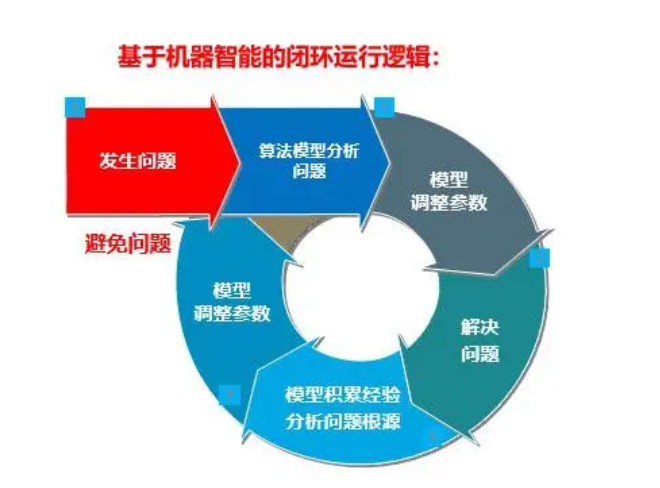 基于机器智能的闭环运行逻辑：
发生问题
算法模型分析
问题
模型
调整参数
解决
问题
模型积累经验
分析问题根源
模型
调整参数
避免问题